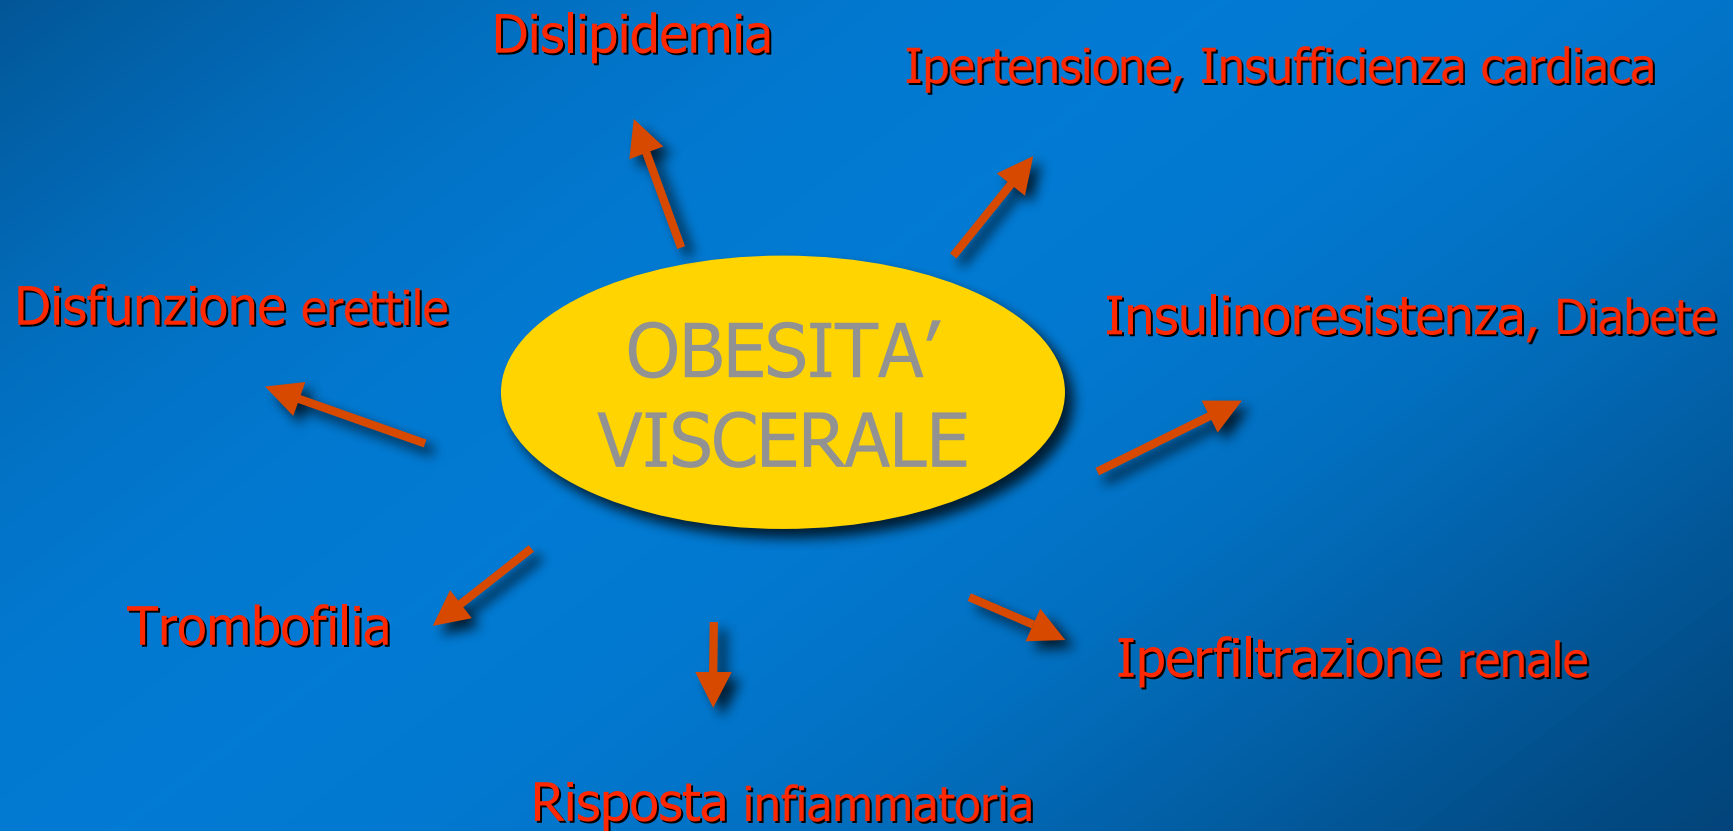 Dislipidemia
Ipertensione, Insufficienza cardiaca
Disfunzione erettile
OBESITA’
VISCERALE
Insulinoresistenza, Diabete
Trombofilia
Iperfiltrazione renale
Risposta infiammatoria